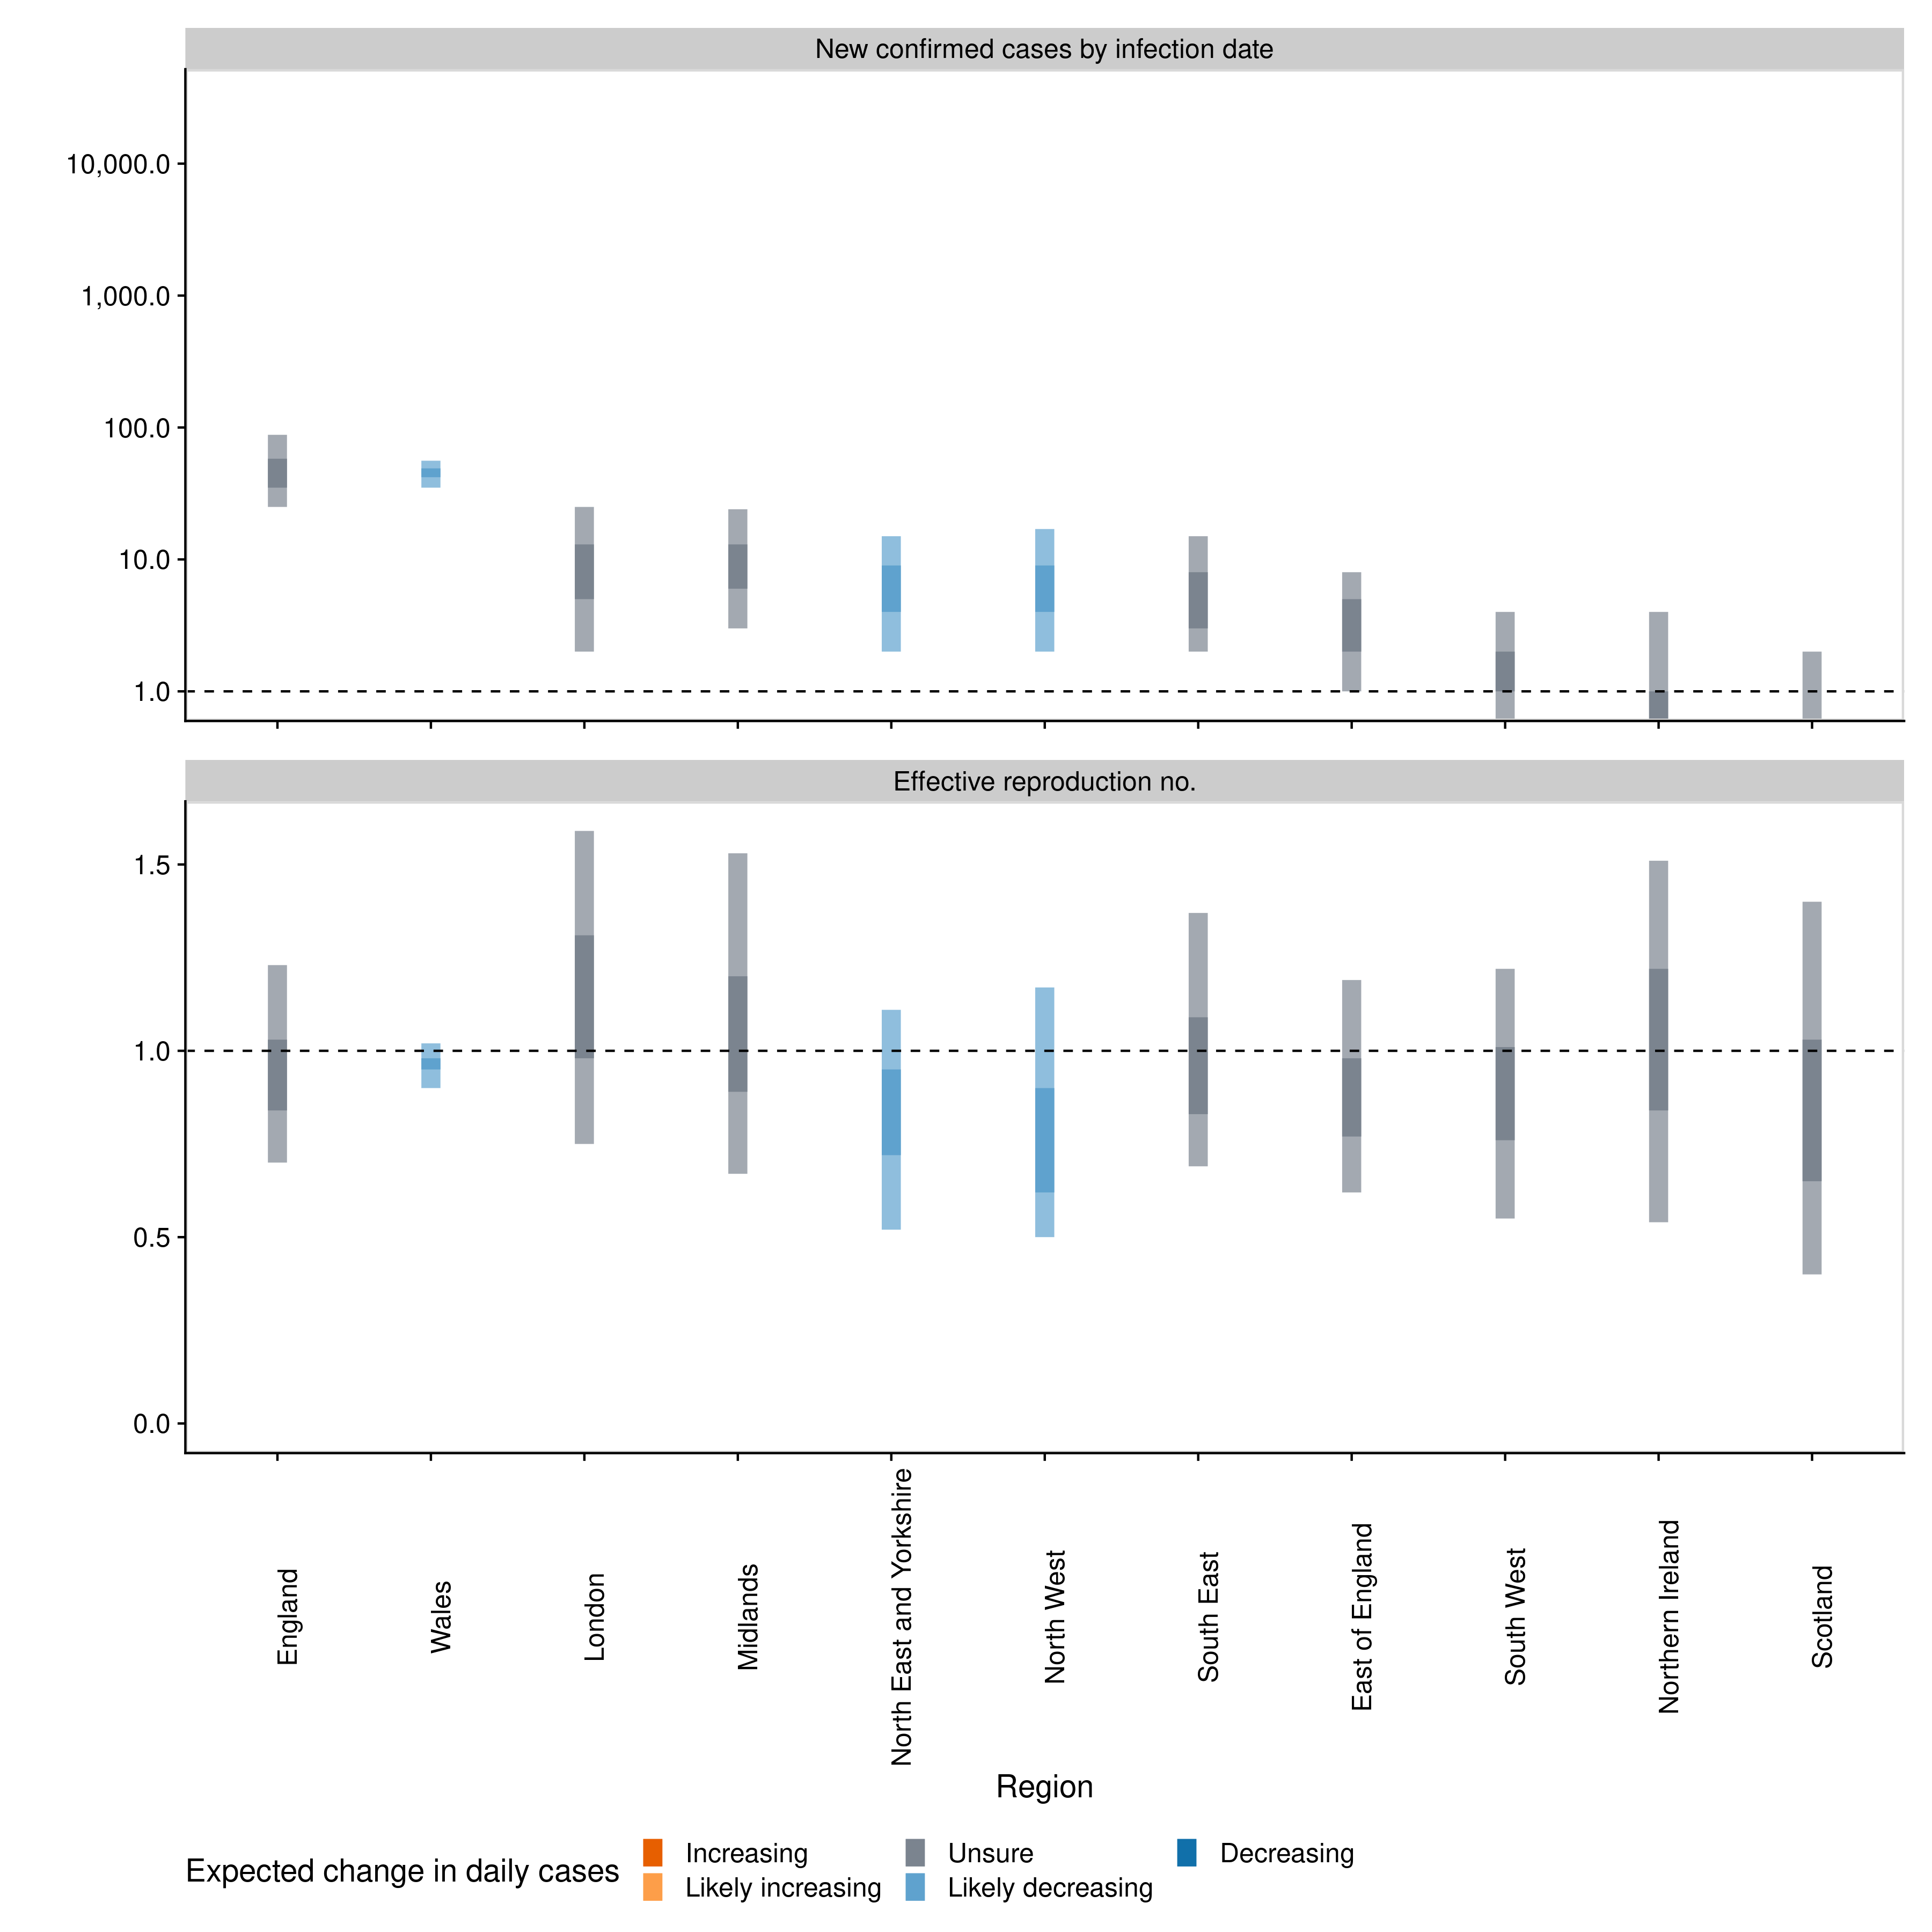 New confirmed cases by infection date
10,000.0
1,000.0
100.0
10.0
1.0
Effective reproduction no.
1.5
1.0
0.5
0.0
England
Wales
London
Midlands
North East and Yorkshire
North West
South East
East of England
South West
Northern Ireland
Scotland
Region
Expected change in daily cases
Increasing
Unsure
Decreasing
Likely increasing
Likely decreasing